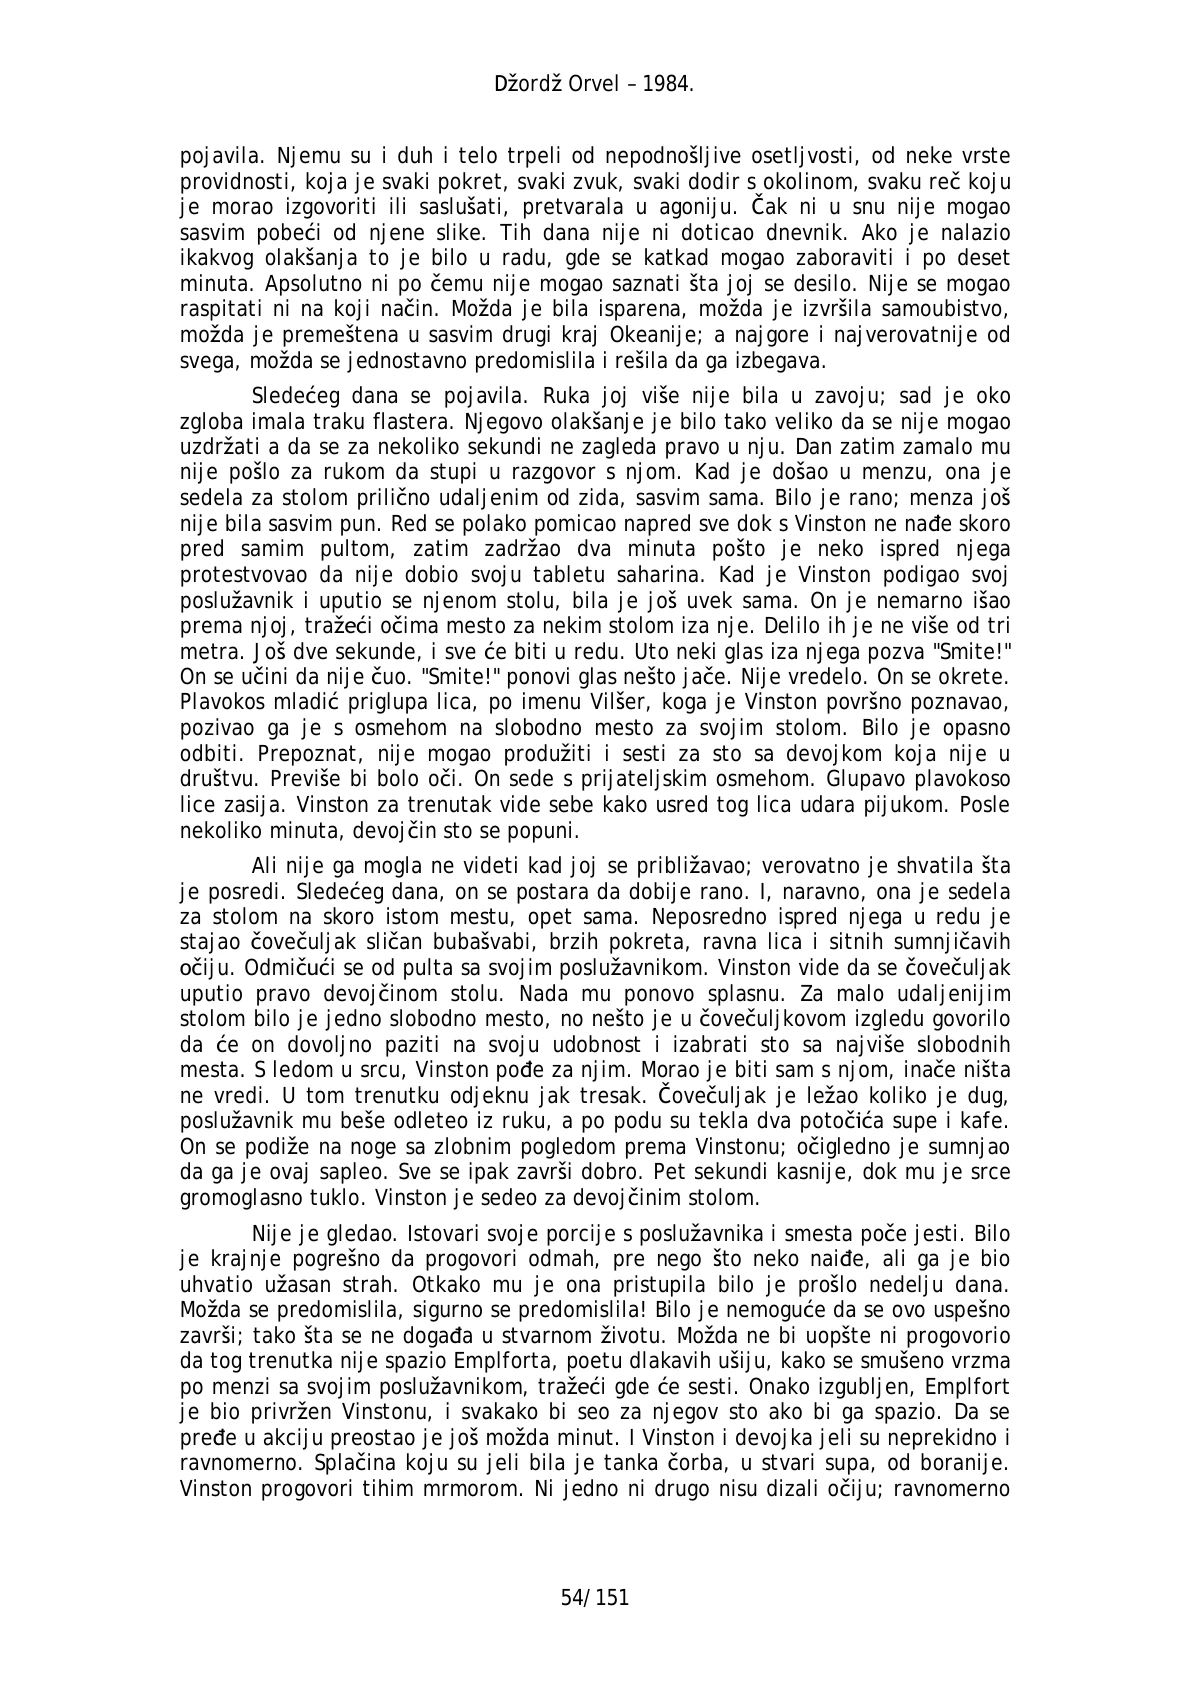 Džordž Orvel – 1984.
pojavila. Njemu su i duh i telo trpeli od nepodnošljive osetljvosti, od neke vrste
providnosti, koja je svaki pokret, svaki zvuk, svaki dodir s okolinom, svaku reč koju
je morao izgovoriti ili saslušati, pretvarala u agoniju. Čak ni u snu nije mogao
sasvim pobeći od njene slike. Tih dana nije ni doticao dnevnik. Ako je nalazio
ikakvog olakšanja to je bilo u radu, gde se katkad mogao zaboraviti i po deset
minuta. Apsolutno ni po čemu nije mogao saznati šta joj se desilo. Nije se mogao
raspitati ni na koji način. Možda je bila isparena, možda je izvršila samoubistvo,
možda je premeštena u sasvim drugi kraj Okeanije; a najgore i najverovatnije od
svega, možda se jednostavno predomislila i rešila da ga izbegava.
Sledećeg dana se pojavila. Ruka joj više nije bila u zavoju; sad je oko
zgloba imala traku flastera. Njegovo olakšanje je bilo tako veliko da se nije mogao
uzdržati a da se za nekoliko sekundi ne zagleda pravo u nju. Dan zatim zamalo mu
nije pošlo za rukom da stupi u razgovor s njom. Kad je došao u menzu, ona je
sedela za stolom prilično udaljenim od zida, sasvim sama. Bilo je rano; menza još
nije bila sasvim pun. Red se polako pomicao napred sve dok s Vinston ne nađe skoro
pred samim pultom, zatim zadržao dva minuta pošto je neko ispred njega
protestvovao da nije dobio svoju tabletu saharina. Kad je Vinston podigao svoj
poslužavnik i uputio se njenom stolu, bila je još uvek sama. On je nemarno išao
prema njoj, tražeći očima mesto za nekim stolom iza nje. Delilo ih je ne više od tri
metra. Još dve sekunde, i sve će biti u redu. Uto neki glas iza njega pozva "Smite!"
On se učini da nije čuo. "Smite!" ponovi glas nešto jače. Nije vredelo. On se okrete.
Plavokos mladić priglupa lica, po imenu Vilšer, koga je Vinston površno poznavao,
pozivao ga je s osmehom na slobodno mesto za svojim stolom. Bilo je opasno
odbiti. Prepoznat, nije mogao produžiti i sesti za sto sa devojkom koja nije u
društvu. Previše bi bolo oči. On sede s prijateljskim osmehom. Glupavo plavokoso
lice zasija. Vinston za trenutak vide sebe kako usred tog lica udara pijukom. Posle
nekoliko minuta, devojčin sto se popuni.
Ali nije ga mogla ne videti kad joj se približavao; verovatno je shvatila šta
je posredi. Sledećeg dana, on se postara da dobije rano. I, naravno, ona je sedela
za stolom na skoro istom mestu, opet sama. Neposredno ispred njega u redu je
stajao čovečuljak sličan bubašvabi, brzih pokreta, ravna lica i sitnih sumnjičavih
očiju. Odmičući se od pulta sa svojim poslužavnikom. Vinston vide da se čovečuljak
uputio pravo devojčinom stolu. Nada mu ponovo splasnu. Za malo udaljenijim
stolom bilo je jedno slobodno mesto, no nešto je u čovečuljkovom izgledu govorilo
da će on dovoljno paziti na svoju udobnost i izabrati sto sa najviše slobodnih
mesta. S ledom u srcu, Vinston pođe za njim. Morao je biti sam s njom, inače ništa
ne vredi. U tom trenutku odjeknu jak tresak. Čovečuljak je ležao koliko je dug,
poslužavnik mu beše odleteo iz ruku, a po podu su tekla dva potočića supe i kafe.
On se podiže na noge sa zlobnim pogledom prema Vinstonu; očigledno je sumnjao
da ga je ovaj sapleo. Sve se ipak završi dobro. Pet sekundi kasnije, dok mu je srce
gromoglasno tuklo. Vinston je sedeo za devojčinim stolom.
Nije je gledao. Istovari svoje porcije s poslužavnika i smesta poče jesti. Bilo
je krajnje pogrešno da progovori odmah, pre nego što neko naiđe, ali ga je bio
uhvatio užasan strah. Otkako mu je ona pristupila bilo je prošlo nedelju dana.
Možda se predomislila, sigurno se predomislila! Bilo je nemoguće da se ovo uspešno
završi; tako šta se ne događa u stvarnom životu. Možda ne bi uopšte ni progovorio
da tog trenutka nije spazio Emplforta, poetu dlakavih ušiju, kako se smušeno vrzma
po menzi sa svojim poslužavnikom, tražeći gde će sesti. Onako izgubljen, Emplfort
je bio privržen Vinstonu, i svakako bi seo za njegov sto ako bi ga spazio. Da se
pređe u akciju preostao je još možda minut. I Vinston i devojka jeli su neprekidno i
ravnomerno. Splačina koju su jeli bila je tanka čorba, u stvari supa, od boranije.
Vinston progovori tihim mrmorom. Ni jedno ni drugo nisu dizali očiju; ravnomerno
54/151